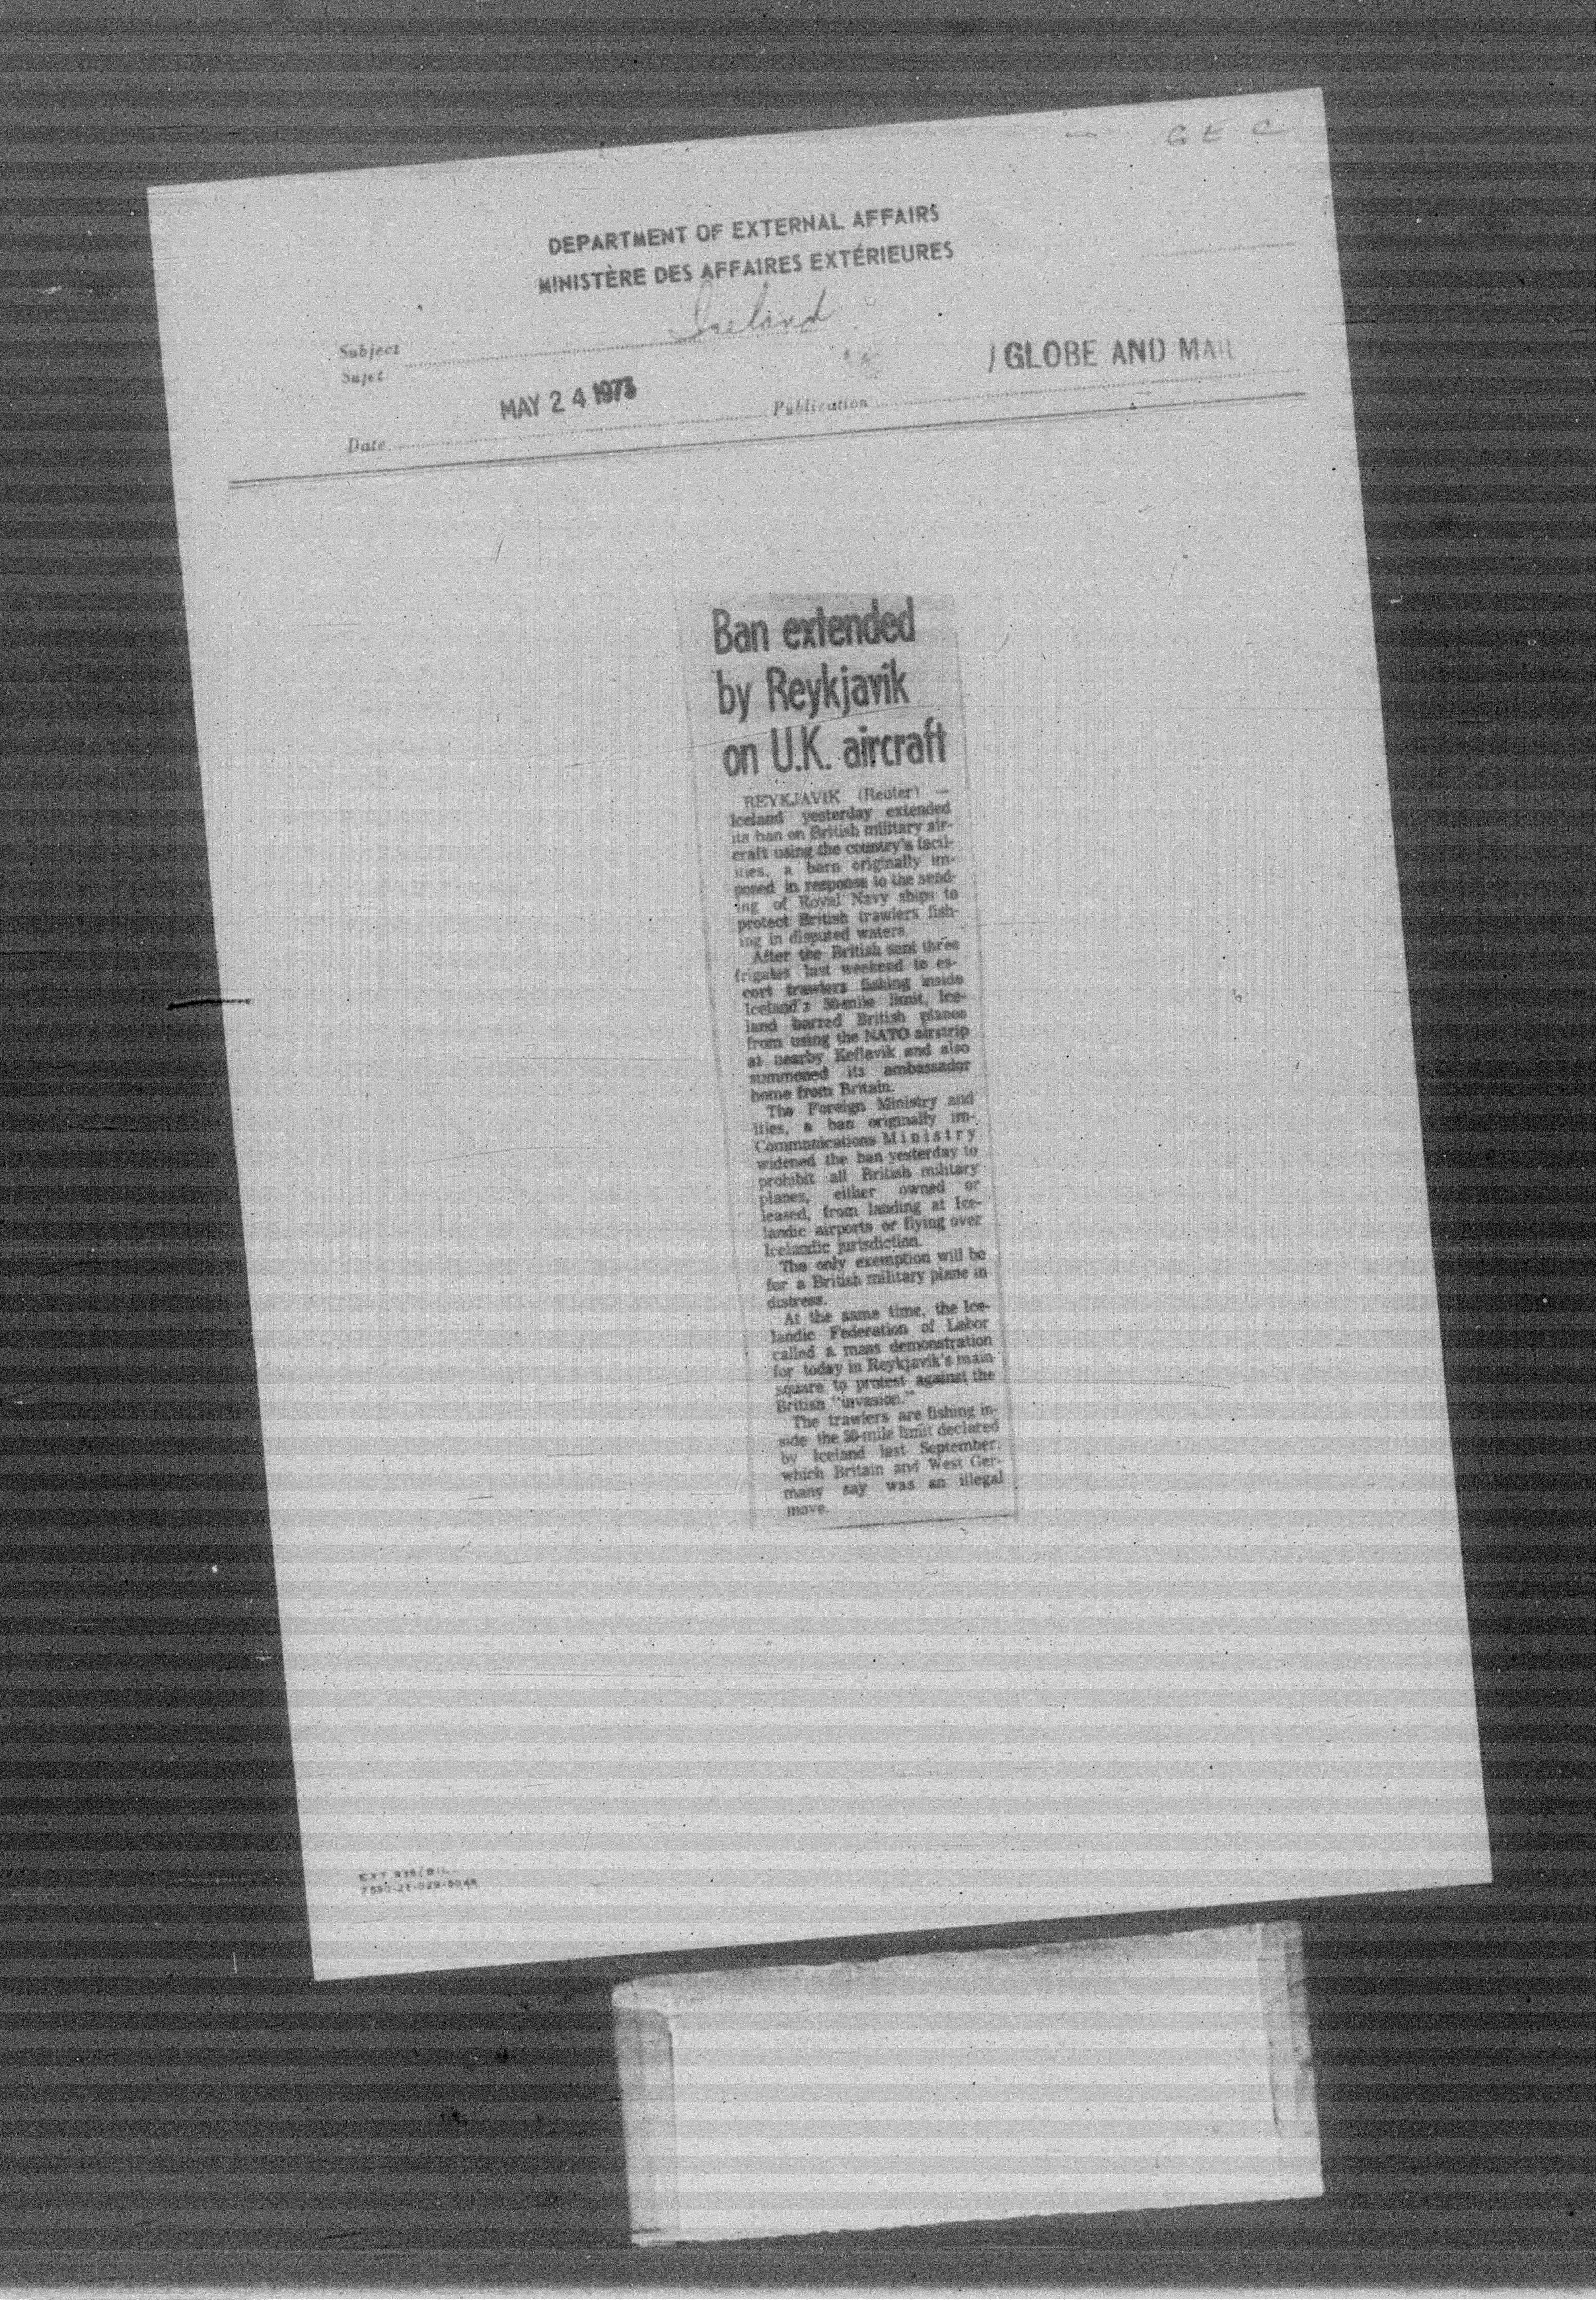 G E C
DEPARTMENT OF EXTERNAL AFFAIRS
MINISTÈRE DES AFFAIRES EXTÉRIEURES
Subject Iceland
Sujet
Date MAY 24 1973 Publication GLOBE AND MAIL
Ban extended
by Reykjavik
on U.K. aircraft
REYKJAVIK (Reuter) —
Iceland yesterday extended
its ban on British military air-
craft using the country's facil-
ities, a barn originally im-
posed in response to the send-
ing of Royal Navy ships to
protect British trawlers fish-
ing in disputed waters.
After the British sent three
frigates last weekend to es-
cort trawlers fishing inside
Iceland's 50-mile limit, Ice-
land barred British planes
from using the NATO airstrip
at nearby Keflavik and also
summoned its ambassador
home from Britain.
The Foreign Ministry and
ities, a ban originally im-
Communications Ministry
widened the ban yesterday to
prohibit all British military
planes, either owned or
leased, from landing at Ice-
landic airports or flying over
Icelandic jurisdiction.
The only exemption will be
for a British military plane in
distress.
At the same time, the Ice-
landic Federation of Labor
called a mass demonstration
for today in Reykjavik's main
square to protest against the
British "invasion."
The trawlers are fishing in-
side the 50-mile limit declared
by Iceland last September,
which Britain and West Ger-
many say was an illegal
move.
EXT 936/BIL.
7530-21-029-5048